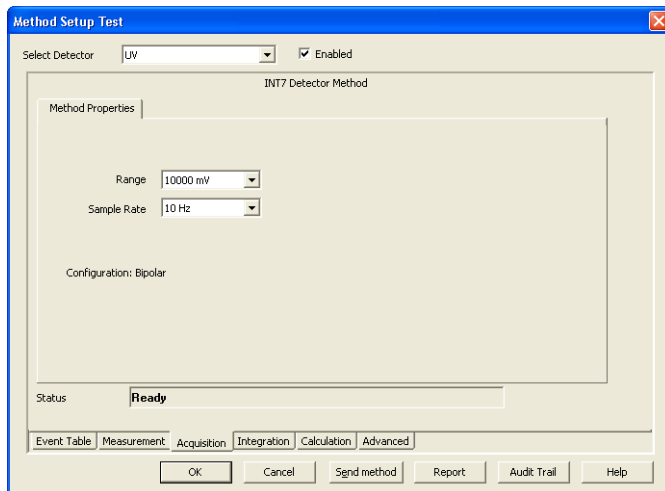 Method Setup Test
Select Detector UV Enabled
INT7 Detector Method
Method Properties
Range 10000 mV
Sample Rate 10 Hz
Configuration: Bipolar
Status Ready
Event Table Measurement Acquisition Integration Calculation Advanced
OK Cancel Send method Report Audit Trail Help